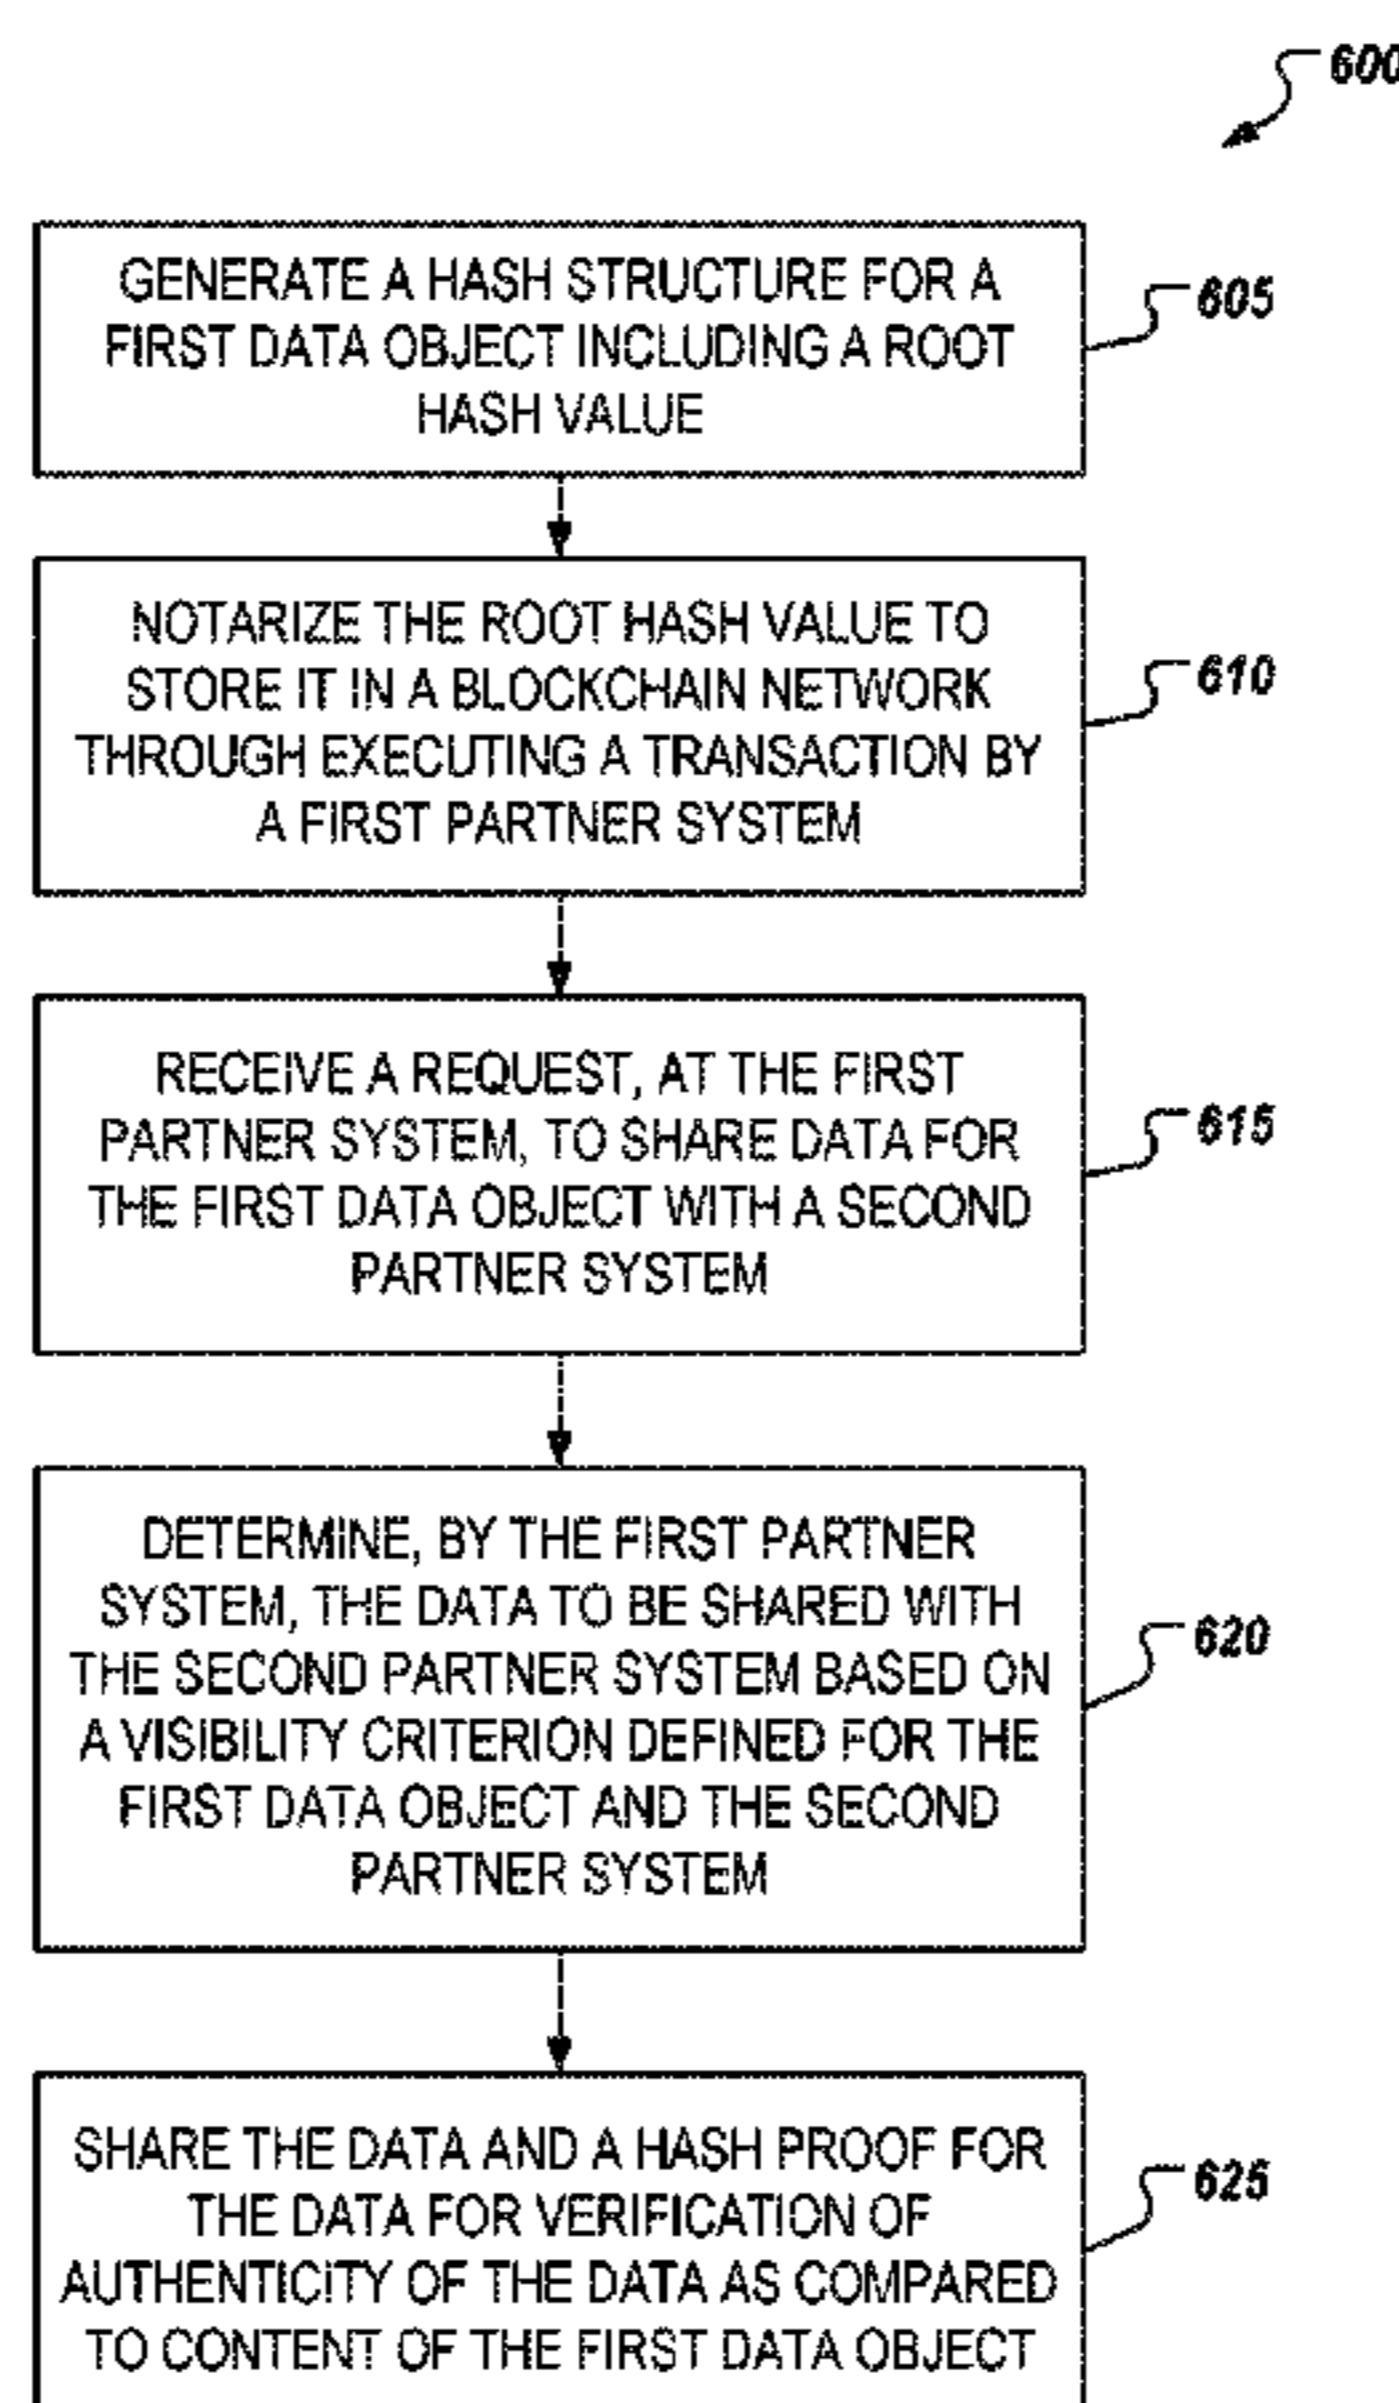 600
GENERATE A HASH STRUCTURE FOR A
FIRST DATA OBJECT INCLUDING A ROOT
HASH VALUE
605
NOTARIZE THE ROOT HASH VALUE TO
STORE IT IN A BLOCKCHAIN NETWORK
THROUGH EXECUTING A TRANSACTION BY
A FIRST PARTNER SYSTEM
610
RECEIVE A REQUEST, AT THE FIRST
PARTNER SYSTEM, TO SHARE DATA FOR
THE FIRST DATA OBJECT WITH A SECOND
PARTNER SYSTEM
615
DETERMINE, BY THE FIRST PARTNER
SYSTEM, THE DATA TO BE SHARED WITH
THE SECOND PARTNER SYSTEM BASED ON
A VISIBILITY CRITERION DEFINED FOR THE
FIRST DATA OBJECT AND THE SECOND
PARTNER SYSTEM
620
SHARE THE DATA AND A HASH PROOF FOR
THE DATA FOR VERIFICATION OF
AUTHENTICITY OF THE DATA AS COMPARED
TO CONTENT OF THE FIRST DATA OBJECT
625